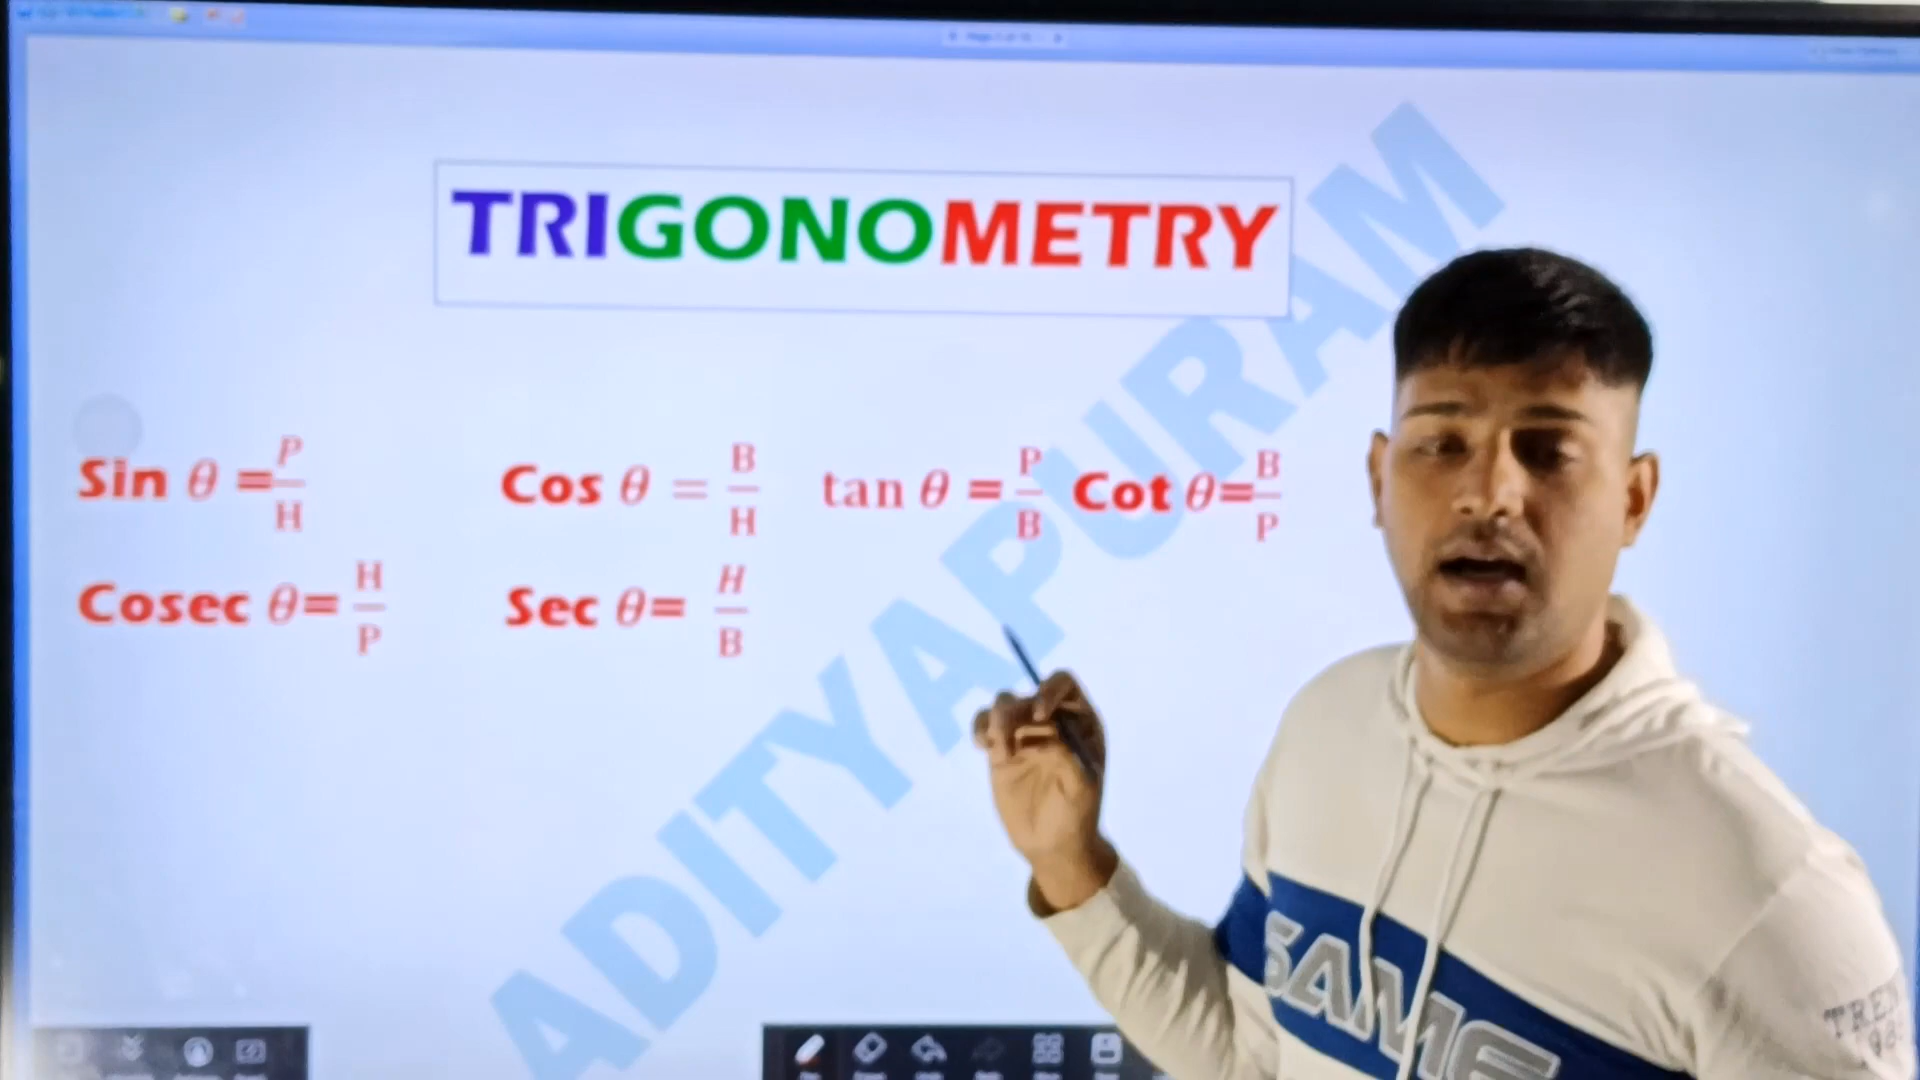 TRIGONOMETRY
Sin θ = P/H Cos θ = B/H tan θ = P/B Cot θ= B/P
Cosec θ= H/P Sec θ= H/B
ADITYAPURAM
SAME